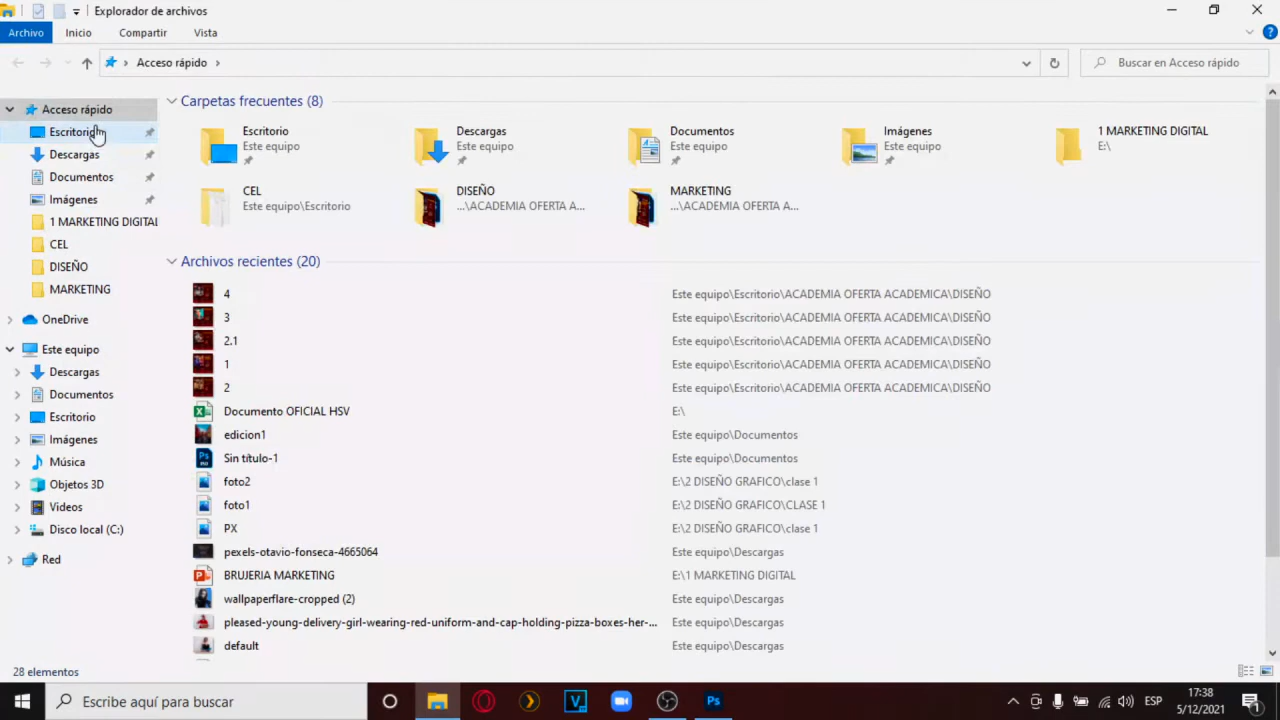 Explorador de archivos
Archivo Inicio Compartir Vista
Acceso rápido
Buscar en Acceso rápido
Acceso rápido
Escritorio
Descargas
Documentos
Imágenes
1 MARKETING DIGITAL
CEL
DISEÑO
MARKETING
OneDrive
Este equipo
Descargas
Documentos
Escritorio
Imágenes
Música
Objetos 3D
Videos
Disco local (C:)
Red
Carpetas frecuentes (8)
Escritorio
Este equipo
Descargas
Este equipo
Documentos
Este equipo
Imágenes
Este equipo
1 MARKETING DIGITAL
E:\
CEL
Este equipo\Escritorio
DISEÑO
...\ACADEMIA OFERTA A...
MARKETING
...\ACADEMIA OFERTA A...
Archivos recientes (20)
4 Este equipo\Escritorio\ACADEMIA OFERTA ACADEMICA\DISEÑO
3 Este equipo\Escritorio\ACADEMIA OFERTA ACADEMICA\DISEÑO
2.1 Este equipo\Escritorio\ACADEMIA OFERTA ACADEMICA\DISEÑO
1 Este equipo\Escritorio\ACADEMIA OFERTA ACADEMICA\DISEÑO
2 Este equipo\Escritorio\ACADEMIA OFERTA ACADEMICA\DISEÑO
Documento OFICIAL HSV E:\
edicion1 Este equipo\Documentos
Sin título-1 Este equipo\Documentos
foto2 E:\2 DISEÑO GRAFICO\clase 1
foto1 E:\2 DISEÑO GRAFICO\CLASE 1
PX E:\2 DISEÑO GRAFICO\clase 1
pexels-otavio-fonseca-4665064 Este equipo\Descargas
BRUJERIA MARKETING E:\1 MARKETING DIGITAL
wallpaperflare-cropped (2) Este equipo\Descargas
pleased-young-delivery-girl-wearing-red-uniform-and-cap-holding-pizza-boxes-her-... Este equipo\Descargas
default Este equipo\Descargas
28 elementos
Escribe aquí para buscar
Ps
ESP
17:38
5/12/2021